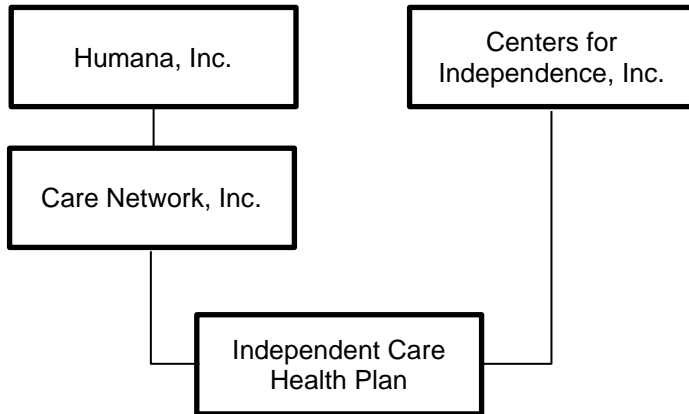 Humana, Inc.
Centers for
Independence, Inc.
Care Network, Inc.
Independent Care
Health Plan